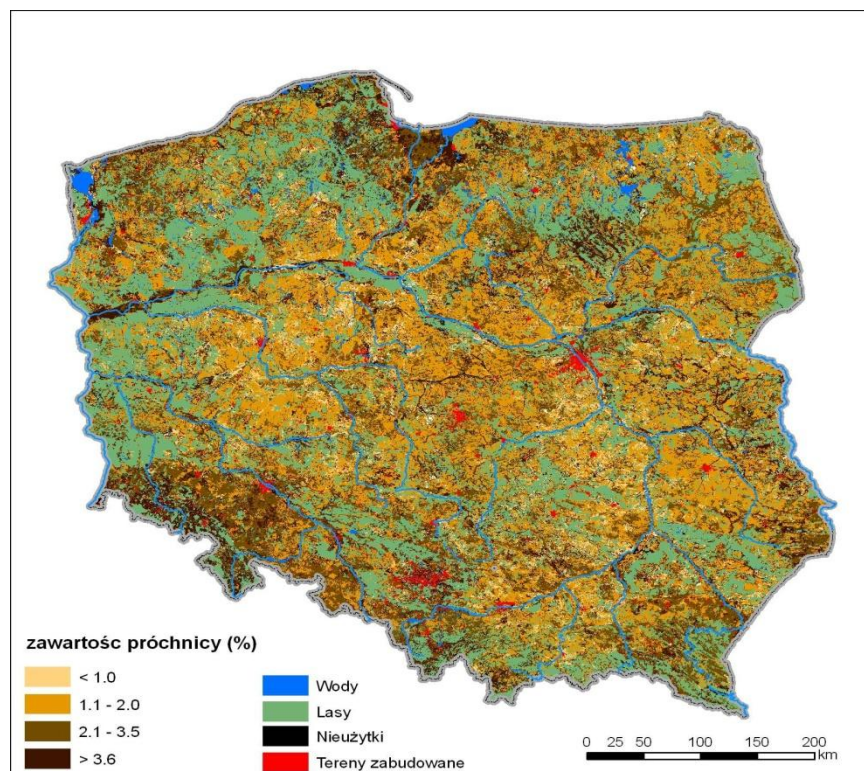 zawartośc próchnicy (%)
< 1.0
1.1 - 2.0
2.1 - 3.5
> 3.6
Wody
Lasy
Nieużytki
Tereny zabudowane
0 25 50 100 150 200
km